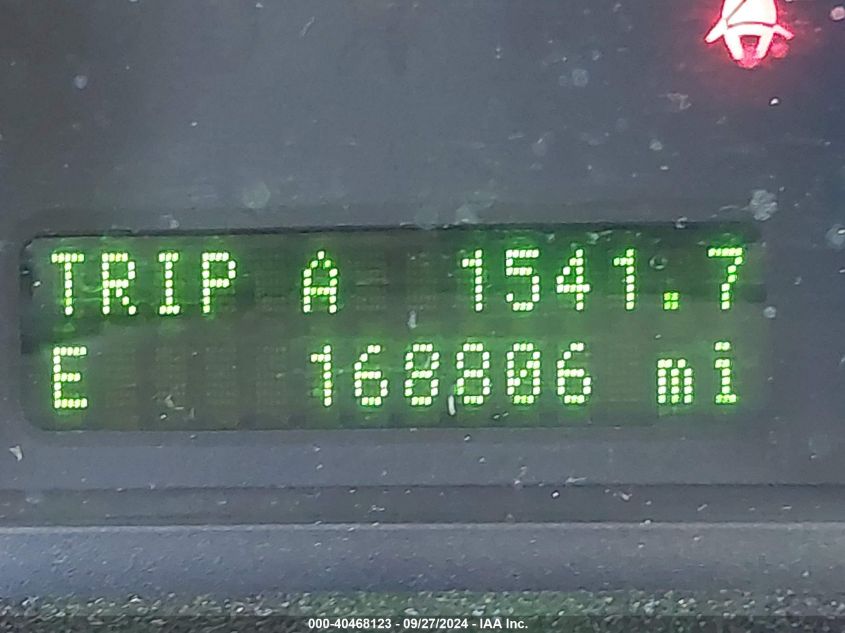 TRIP A 1541.7
E 168806 mi
000-40468123 - 09/27/2024 - IAA Inc.